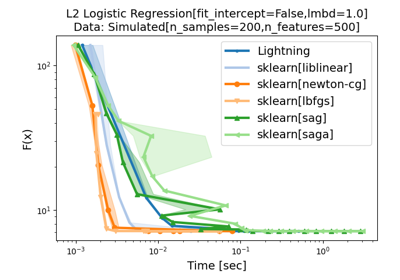 L2 Logistic Regression[fit_intercept=False,lmbd=1.0]
Data: Simulated[n_samples=200,n_features=500]
Lightning
sklearn[liblinear]
sklearn[newton-cg]
sklearn[lbfgs]
sklearn[sag]
sklearn[saga]
F(x)
10²
10¹
10⁻³
10⁻²
10⁻¹
10⁰
Time [sec]